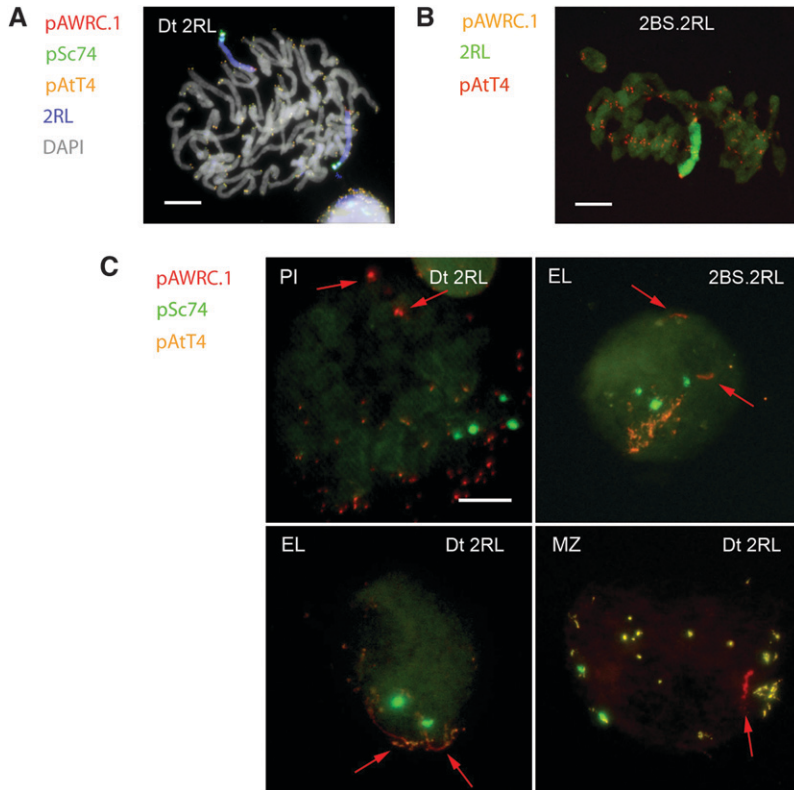 A
pAWRC.1
pSc74
pAtT4
2RL
DAPI
Dt 2RL
B
pAWRC.1
2RL
pAtT4
2BS.2RL
C
pAWRC.1
pSc74
pAtT4
PI
Dt 2RL
EL
2BS.2RL
EL
Dt 2RL
MZ
Dt 2RL